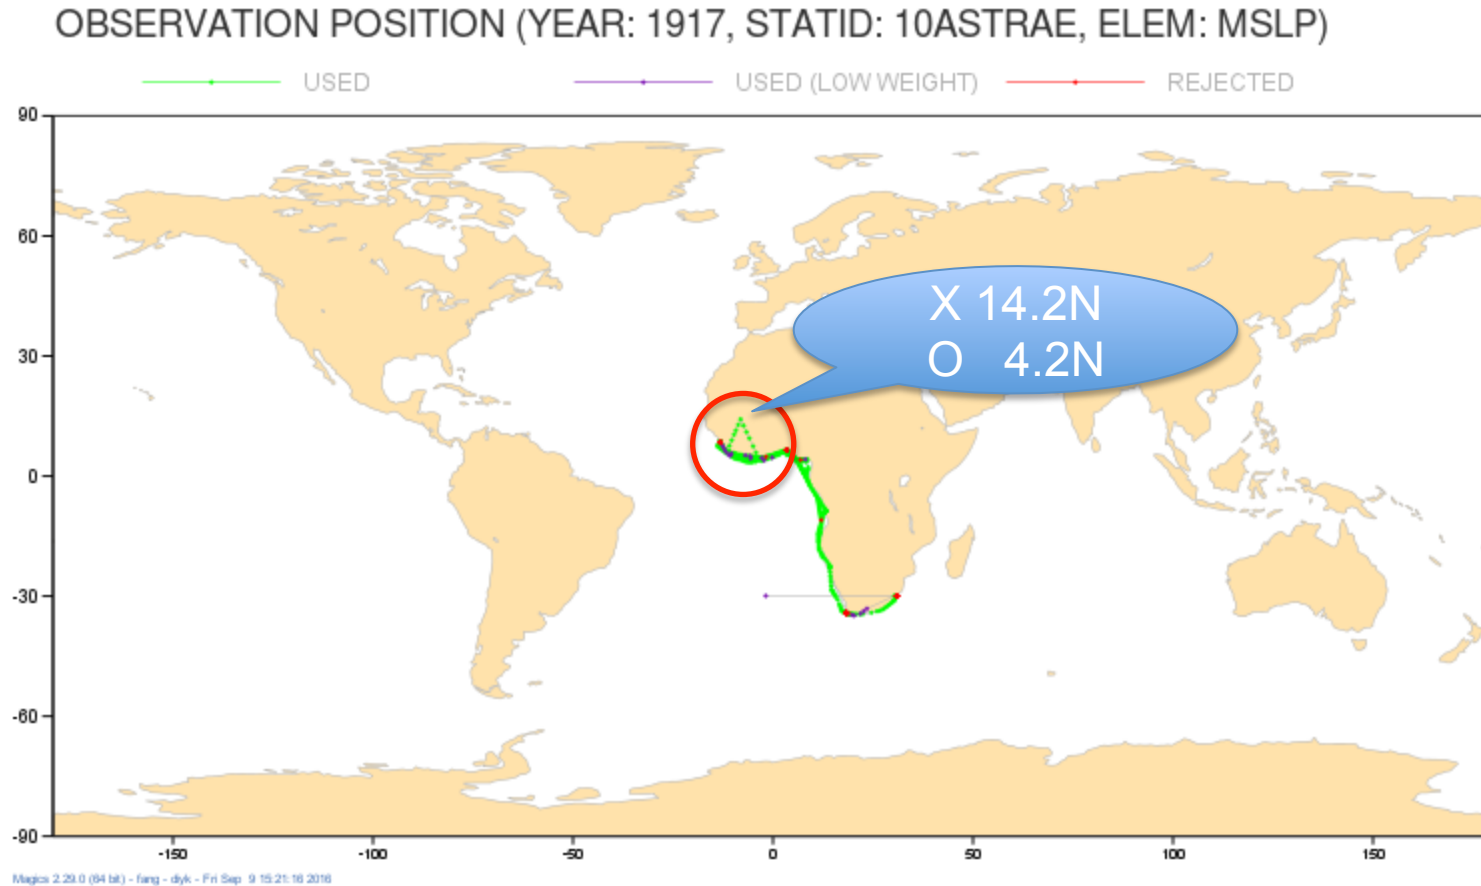 OBSERVATION POSITION (YEAR: 1917, STATID: 10ASTRAE, ELEM: MSLP)
USED USED (LOW WEIGHT) REJECTED
90
60
30
0
-30
-60
-90
X 14.2N
O 4.2N
-150 -100 -50 0 50 100 150
Magics 2.29.0 (64 bit) - fang - diyk - Fri Sep 9 15:21:16 2016